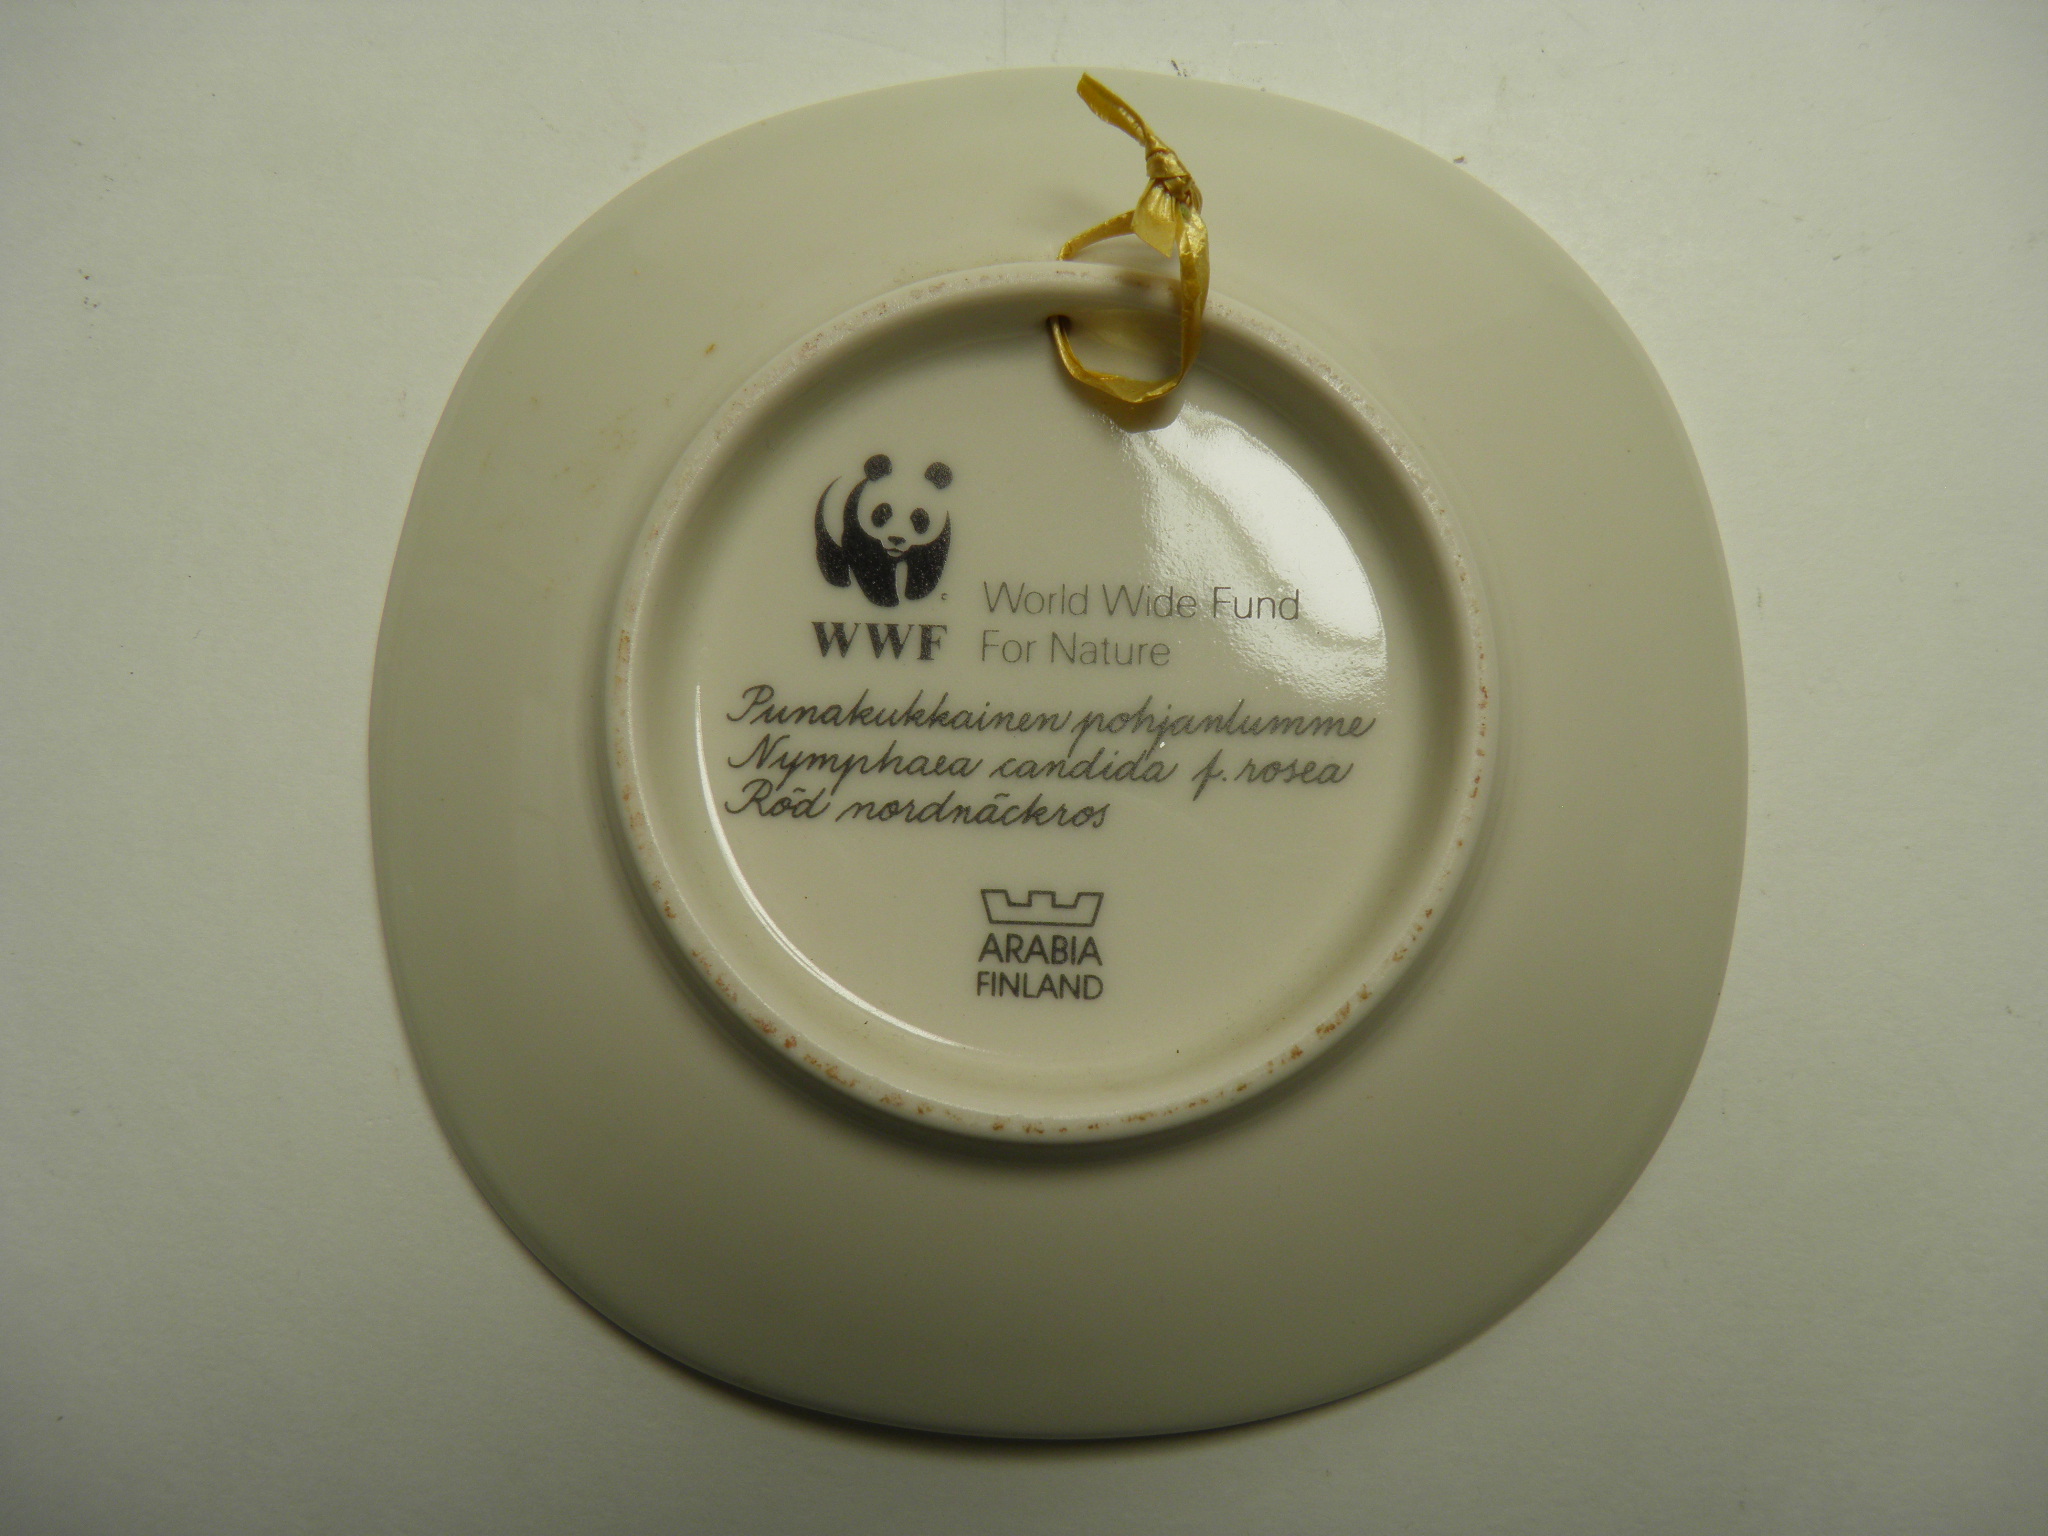 WWF
World Wide Fund
For Nature
Punakukkainen pohjanlumme
Nymphaea candida f. rosea
Röd nordnäckros
ARABIA
FINLAND